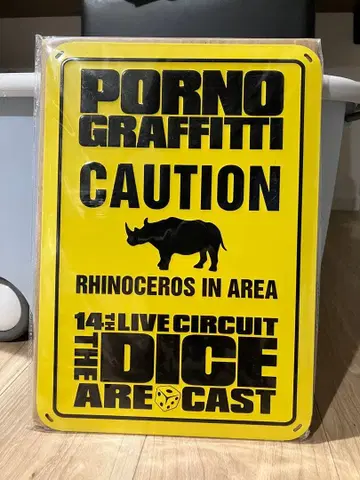 PORNO
GRAFFITTI
CAUTION
RHINOCEROS IN AREA
14TH LIVE CIRCUIT
THE DICE
ARE CAST